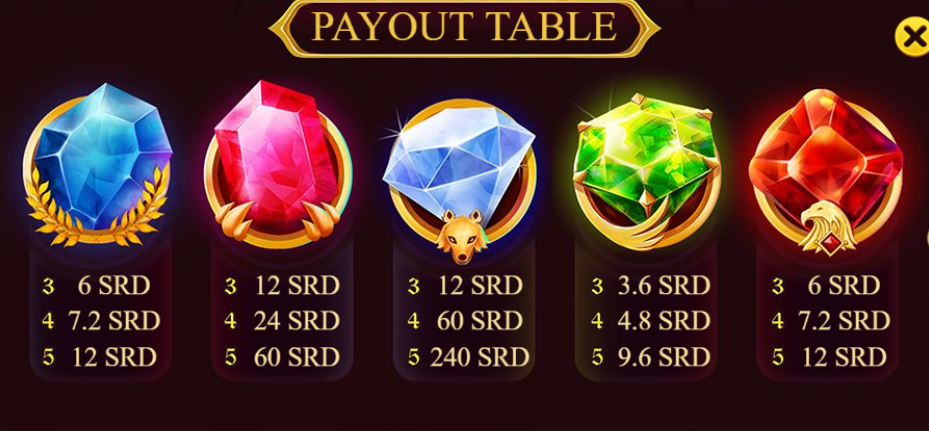 PAYOUT TABLE
3 6 SRD
4 7.2 SRD
5 12 SRD
3 12 SRD
4 24 SRD
5 60 SRD
3 12 SRD
4 60 SRD
5 240 SRD
3 3.6 SRD
4 4.8 SRD
5 9.6 SRD
3 6 SRD
4 7.2 SRD
5 12 SRD